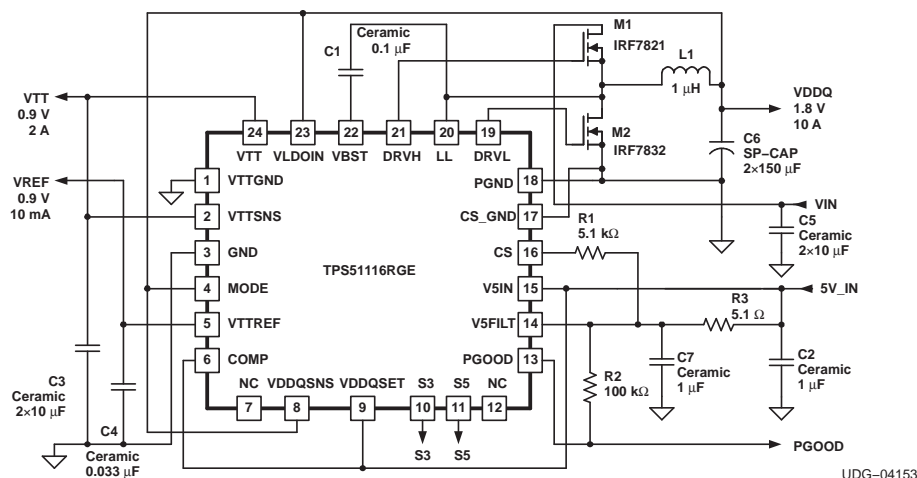 M1
IRF7821
Ceramic
0.1 μF
C1
L1
1 μH
VTT
0.9 V
2 A
VDDQ
1.8 V
10 A
M2
IRF7832
C6
SP–CAP
2×150 μF
24
23
22
21
20
19
VTT
VLDOIN
VBST
DRVH
LL
DRVL
VREF
0.9 V
10 mA
1
VTTGND
PGND
18
2
VTTSNS
CS_GND
17
VIN
C5
Ceramic
2×10 μF
R1
5.1 kΩ
3
GND
CS
16
TPS51116RGE
4
MODE
V5IN
15
5V_IN
R3
5.1 Ω
5
VTTREF
V5FILT
14
6
COMP
PGOOD
13
C7
Ceramic
1 μF
C2
Ceramic
1 μF
R2
100 kΩ
C3
Ceramic
2×10 μF
NC
VDDQSNS
VDDQSET
S3
S5
NC
7
8
9
10
11
12
C4
Ceramic
0.033 μF
S3
S5
PGOOD
UDG–04153